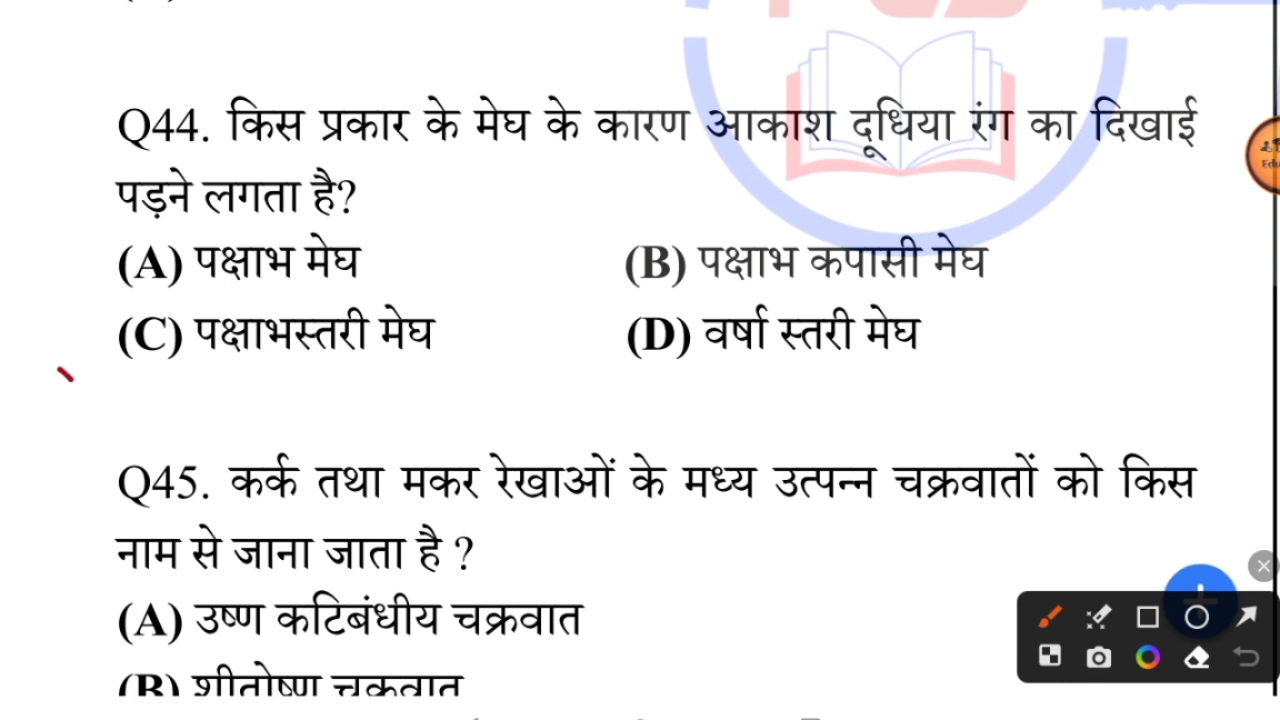 Q44. किस प्रकार के मेघ के कारण आकाश दूधिया रंग का दिखाई
पड़ने लगता है?
(A) पक्षाभ मेघ (B) पक्षाभ कपासी मेघ
(C) पक्षाभस्तरी मेघ (D) वर्षा स्तरी मेघ
Q45. कर्क तथा मकर रेखाओं के मध्य उत्पन्न चक्रवातों को किस
नाम से जाना जाता है ?
(A) उष्ण कटिबंधीय चक्रवात
(B) शीतोष्ण चक्रवात